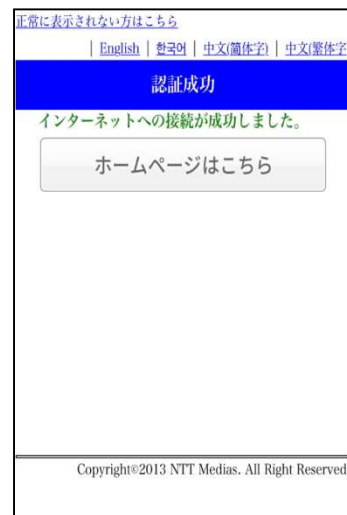 正常に表示されない方はこちら
| English | 한국어 | 中文(简体字) | 中文(繁体字
認証成功
インターネットへの接続が成功しました。
ホームページはこちら
Copyright©2013 NTT Medias. All Right Reserved